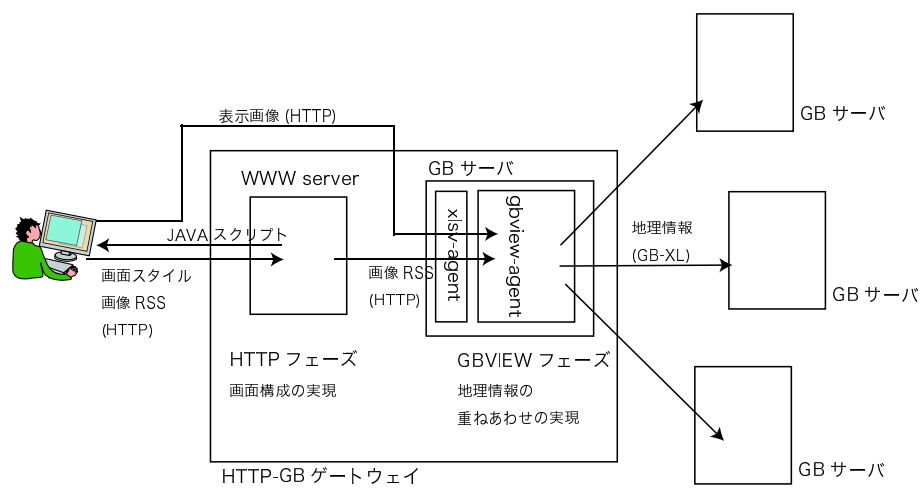 表示画像 (HTTP)
GB サーバ
WWW server
GB サーバ
xlsv-agent
gbview-agent
JAVA スクリプト
画面スタイル
画像 RSS
(HTTP)
画像 RSS
(HTTP)
地理情報
(GB-XL)
GB サーバ
HTTP フェーズ
画面構成の実現
GBVIEW フェーズ
地理情報の
重ねあわせの実現
GB サーバ
HTTP-GB ゲートウェイ